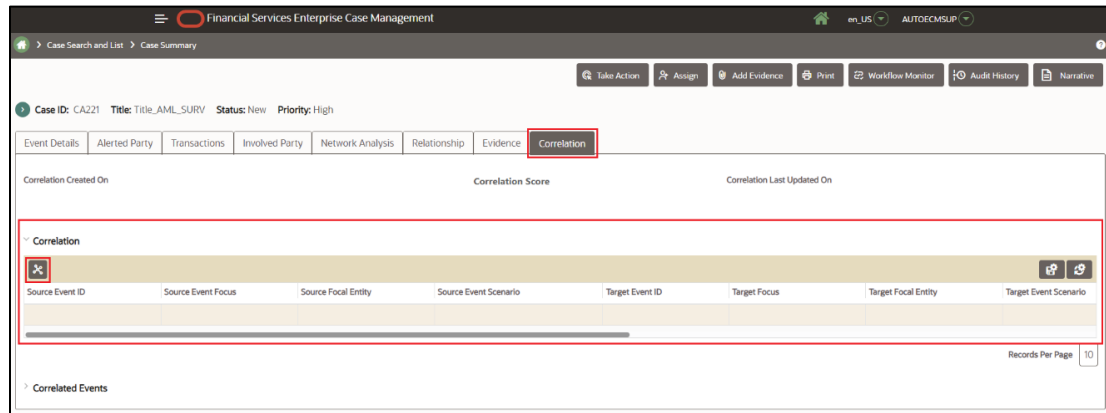 Financial Services Enterprise Case Management en_US AUTOECMSUP
> Case Search and List > Case Summary ?
Take Action Assign Add Evidence Print Workflow Monitor Audit History Narrative
Case ID: CA221 Title: Title_AML_SURV Status: New Priority: High
Event Details Alerted Party Transactions Involved Party Network Analysis Relationship Evidence Correlation
Correlation Created On Correlation Score Correlation Last Updated On
Correlation
Source Event ID Source Event Focus Source Focal Entity Source Event Scenario Target Event ID Target Focus Target Focal Entity Target Event Scenario
Records Per Page 10
Correlated Events